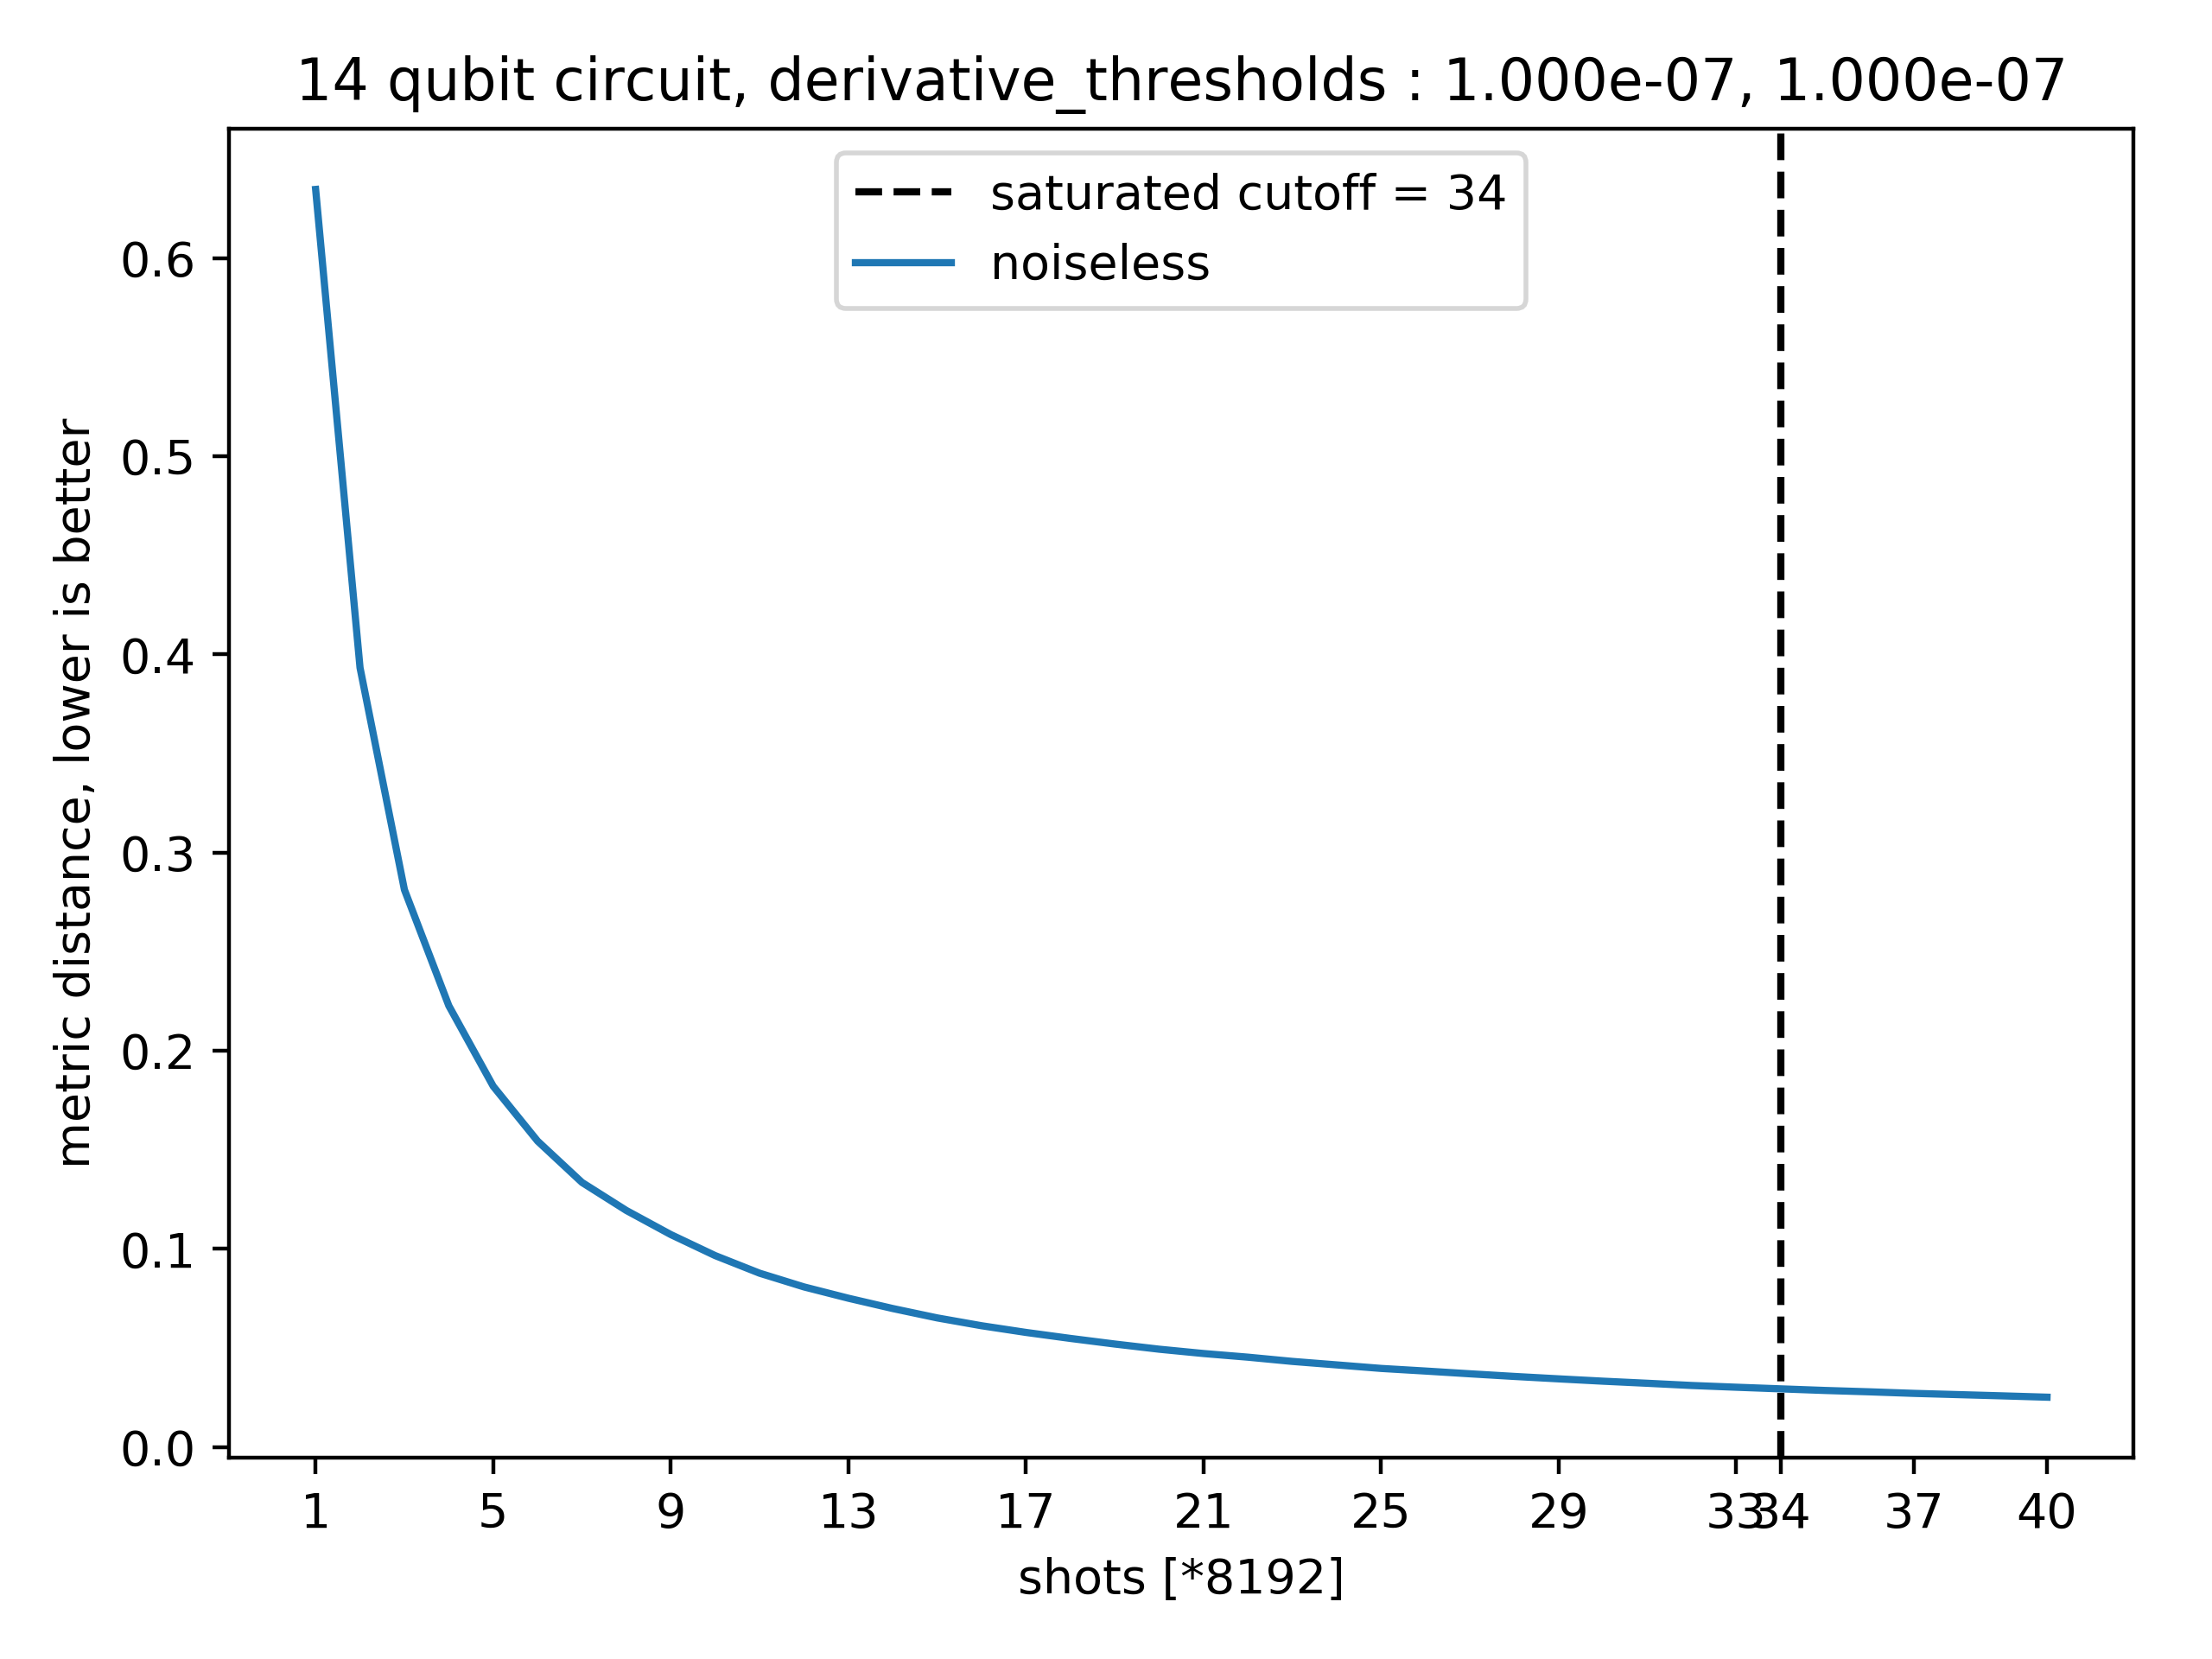 14 qubit circuit, derivative_thresholds : 1.000e-07, 1.000e-07
saturated cutoff = 34
noiseless
metric distance, lower is better
0.6
0.5
0.4
0.3
0.2
0.1
0.0
1 5 9 13 17 21 25 29 33 34 37 40
shots [*8192]